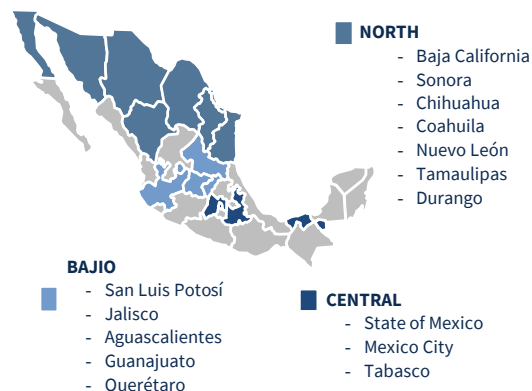 NORTH
- Baja California
- Sonora
- Chihuahua
- Coahuila
- Nuevo León
- Tamaulipas
- Durango
BAJIO
- San Luis Potosí
- Jalisco
- Aguascalientes
- Guanajuato
- Querétaro
CENTRAL
- State of Mexico
- Mexico City
- Tabasco